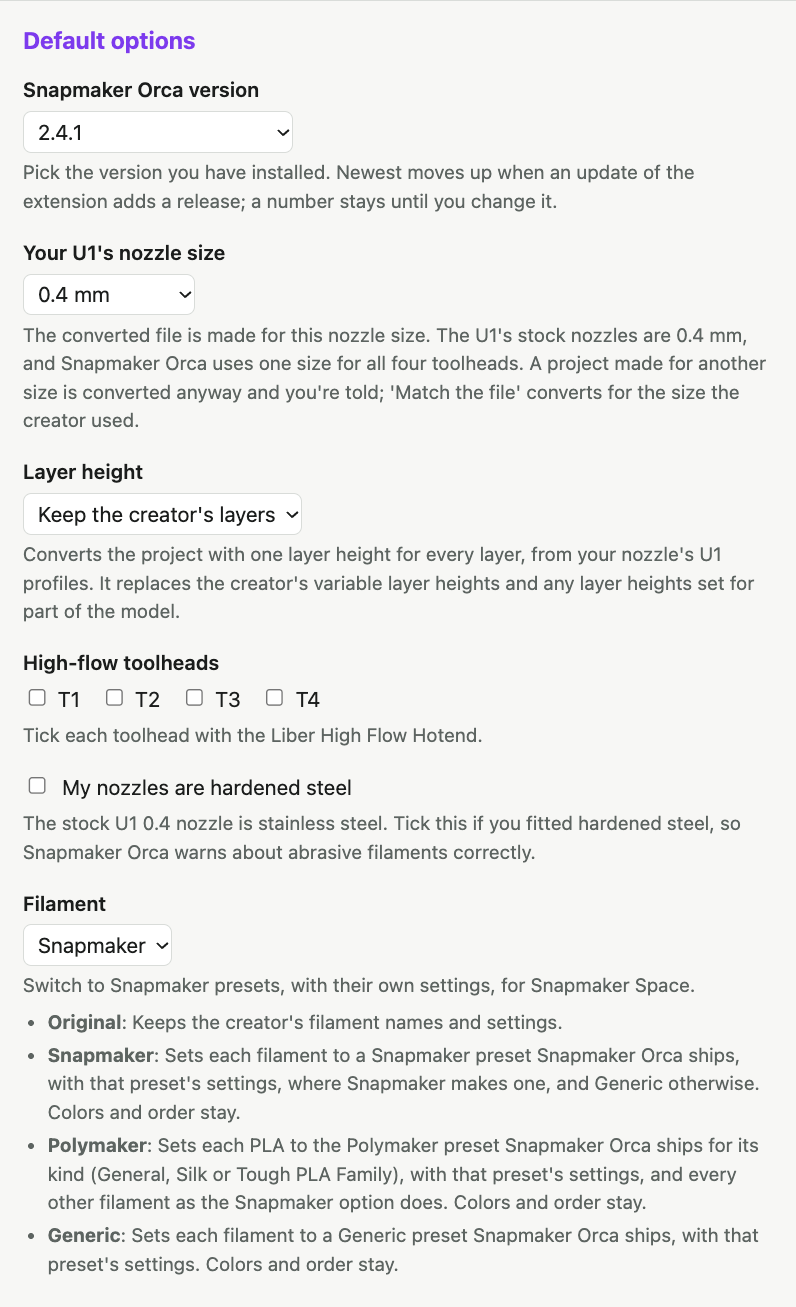 Default options
Snapmaker Orca version
2.4.1
Pick the version you have installed. Newest moves up when an update of the
extension adds a release; a number stays until you change it.
Your U1's nozzle size
0.4 mm
The converted file is made for this nozzle size. The U1's stock nozzles are 0.4 mm,
and Snapmaker Orca uses one size for all four toolheads. A project made for another
size is converted anyway and you're told; 'Match the file' converts for the size the
creator used.
Layer height
Keep the creator's layers
Converts the project with one layer height for every layer, from your nozzle's U1
profiles. It replaces the creator's variable layer heights and any layer heights set for
part of the model.
High-flow toolheads
T1 T2 T3 T4
Tick each toolhead with the Liber High Flow Hotend.
My nozzles are hardened steel
The stock U1 0.4 nozzle is stainless steel. Tick this if you fitted hardened steel, so
Snapmaker Orca warns about abrasive filaments correctly.
Filament
Snapmaker
Switch to Snapmaker presets, with their own settings, for Snapmaker Space.
• Original: Keeps the creator's filament names and settings.
• Snapmaker: Sets each filament to a Snapmaker preset Snapmaker Orca ships,
with that preset's settings, where Snapmaker makes one, and Generic otherwise.
Colors and order stay.
• Polymaker: Sets each PLA to the Polymaker preset Snapmaker Orca ships for its
kind (General, Silk or Tough PLA Family), with that preset's settings, and every
other filament as the Snapmaker option does. Colors and order stay.
• Generic: Sets each filament to a Generic preset Snapmaker Orca ships, with that
preset's settings. Colors and order stay.